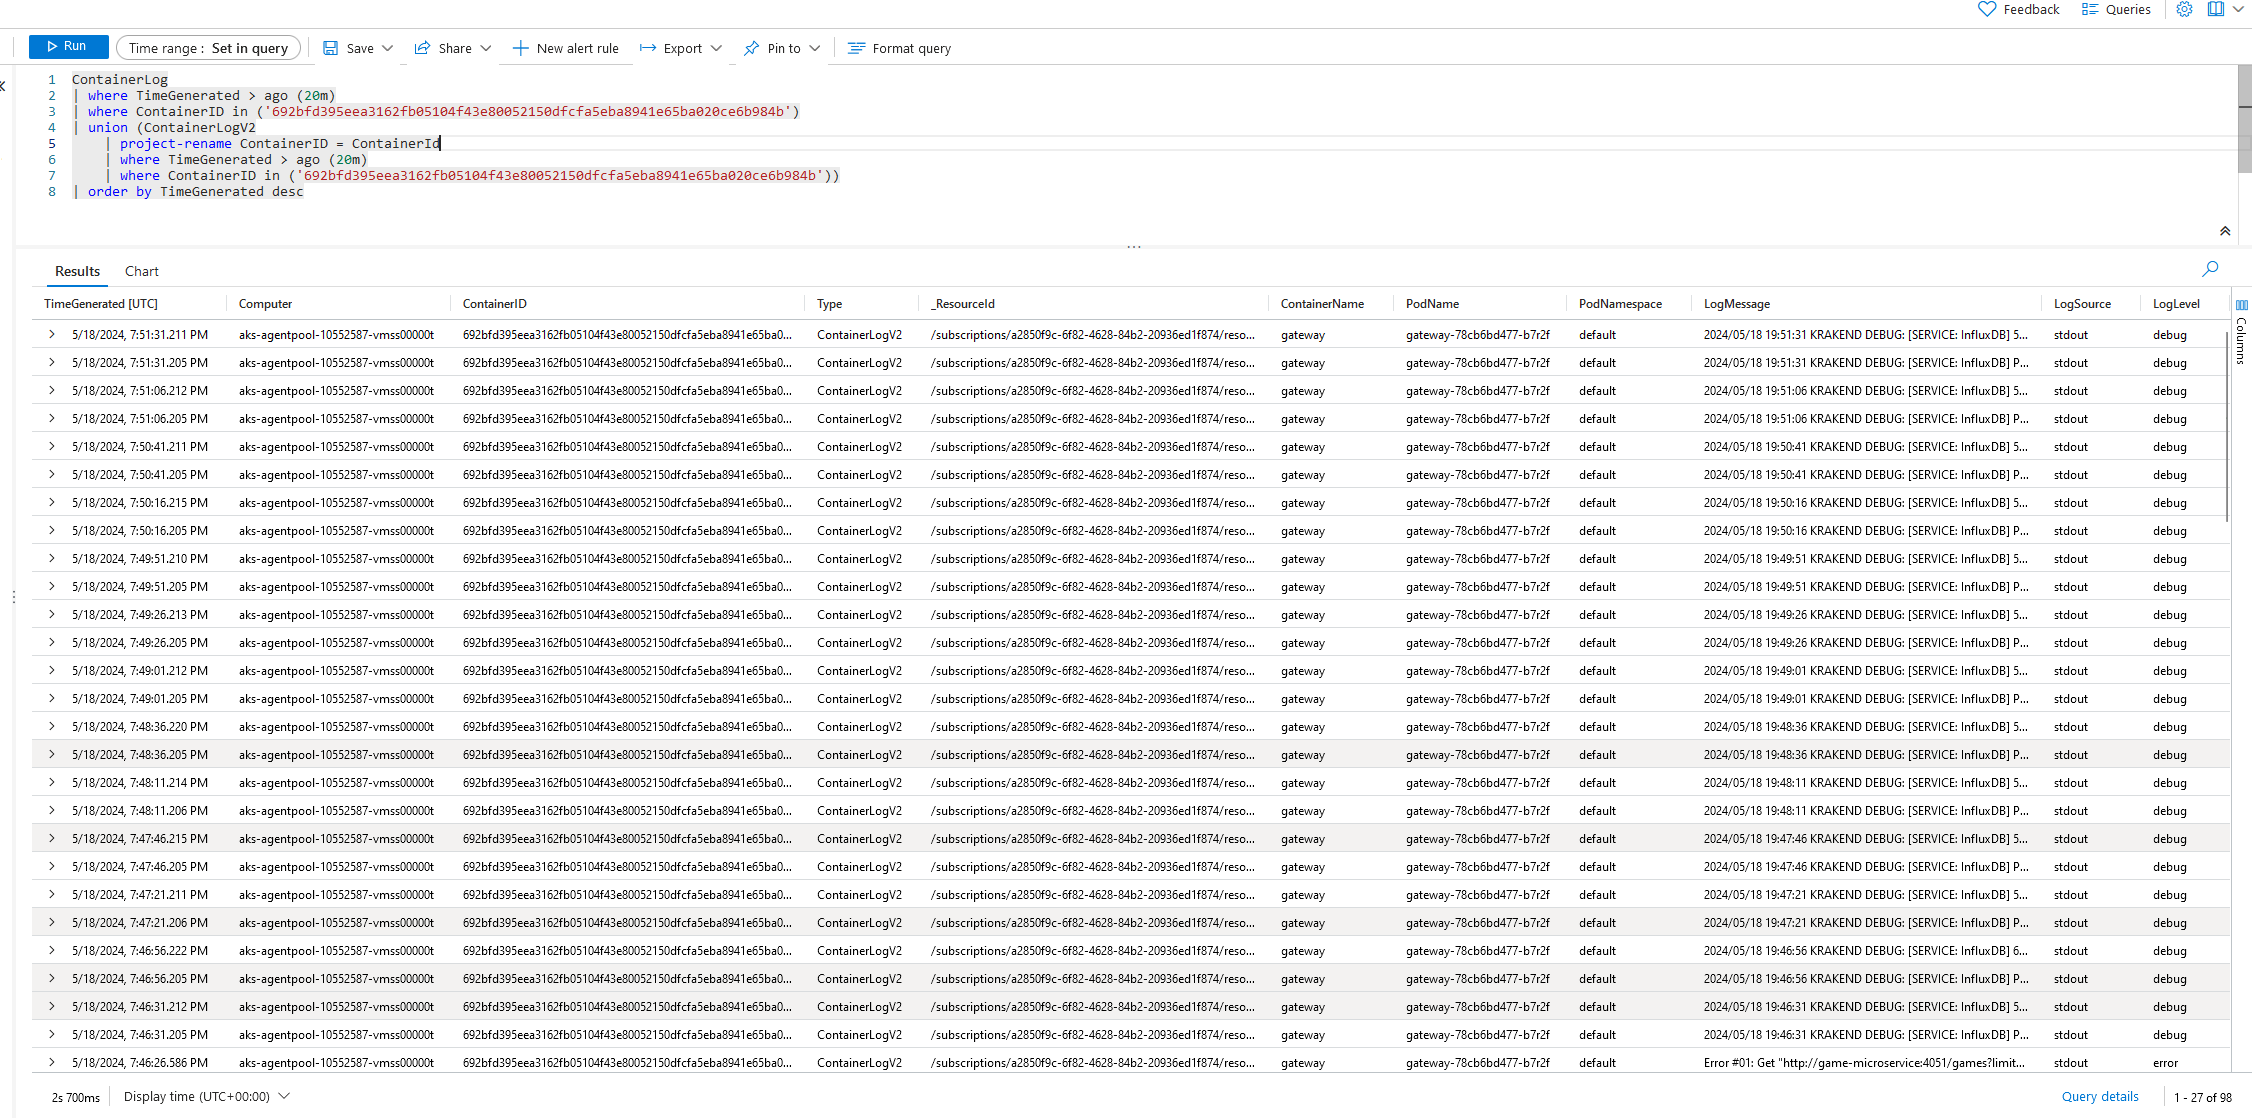 Feedback Queries
Run Time range : Set in query Save Share New alert rule Export Pin to Format query
1 ContainerLog
2 | where TimeGenerated > ago (20m)
3 | where ContainerID in ('692bfd395eea3162fb05104f43e80052150dfcfa5eba8941e65ba020ce6b984b')
4 | union (ContainerLogV2
5 | project-rename ContainerID = ContainerId
6 | where TimeGenerated > ago (20m)
7 | where ContainerID in ('692bfd395eea3162fb05104f43e80052150dfcfa5eba8941e65ba020ce6b984b'))
8 | order by TimeGenerated desc
Results Chart
TimeGenerated [UTC] Computer ContainerID Type _ResourceId ContainerName PodName PodNamespace LogMessage LogSource LogLevel
Columns
5/18/2024, 7:51:31.211 PM aks-agentpool-10552587-vmss00000t 692bfd395eea3162fb05104f43e80052150dfcfa5eba8941e65ba0... ContainerLogV2 /subscriptions/a2850f9c-6f82-4628-84b2-20936ed1f874/reso... gateway gateway-78cb6bd477-b7r2f default 2024/05/18 19:51:31 KRAKEND DEBUG: [SERVICE: InfluxDB] 5... stdout debug
5/18/2024, 7:51:31.205 PM aks-agentpool-10552587-vmss00000t 692bfd395eea3162fb05104f43e80052150dfcfa5eba8941e65ba0... ContainerLogV2 /subscriptions/a2850f9c-6f82-4628-84b2-20936ed1f874/reso... gateway gateway-78cb6bd477-b7r2f default 2024/05/18 19:51:31 KRAKEND DEBUG: [SERVICE: InfluxDB] P... stdout debug
5/18/2024, 7:51:06.212 PM aks-agentpool-10552587-vmss00000t 692bfd395eea3162fb05104f43e80052150dfcfa5eba8941e65ba0... ContainerLogV2 /subscriptions/a2850f9c-6f82-4628-84b2-20936ed1f874/reso... gateway gateway-78cb6bd477-b7r2f default 2024/05/18 19:51:06 KRAKEND DEBUG: [SERVICE: InfluxDB] 5... stdout debug
5/18/2024, 7:51:06.205 PM aks-agentpool-10552587-vmss00000t 692bfd395eea3162fb05104f43e80052150dfcfa5eba8941e65ba0... ContainerLogV2 /subscriptions/a2850f9c-6f82-4628-84b2-20936ed1f874/reso... gateway gateway-78cb6bd477-b7r2f default 2024/05/18 19:51:06 KRAKEND DEBUG: [SERVICE: InfluxDB] P... stdout debug
5/18/2024, 7:50:41.211 PM aks-agentpool-10552587-vmss00000t 692bfd395eea3162fb05104f43e80052150dfcfa5eba8941e65ba0... ContainerLogV2 /subscriptions/a2850f9c-6f82-4628-84b2-20936ed1f874/reso... gateway gateway-78cb6bd477-b7r2f default 2024/05/18 19:50:41 KRAKEND DEBUG: [SERVICE: InfluxDB] 5... stdout debug
5/18/2024, 7:50:41.205 PM aks-agentpool-10552587-vmss00000t 692bfd395eea3162fb05104f43e80052150dfcfa5eba8941e65ba0... ContainerLogV2 /subscriptions/a2850f9c-6f82-4628-84b2-20936ed1f874/reso... gateway gateway-78cb6bd477-b7r2f default 2024/05/18 19:50:41 KRAKEND DEBUG: [SERVICE: InfluxDB] P... stdout debug
5/18/2024, 7:50:16.215 PM aks-agentpool-10552587-vmss00000t 692bfd395eea3162fb05104f43e80052150dfcfa5eba8941e65ba0... ContainerLogV2 /subscriptions/a2850f9c-6f82-4628-84b2-20936ed1f874/reso... gateway gateway-78cb6bd477-b7r2f default 2024/05/18 19:50:16 KRAKEND DEBUG: [SERVICE: InfluxDB] 5... stdout debug
5/18/2024, 7:50:16.205 PM aks-agentpool-10552587-vmss00000t 692bfd395eea3162fb05104f43e80052150dfcfa5eba8941e65ba0... ContainerLogV2 /subscriptions/a2850f9c-6f82-4628-84b2-20936ed1f874/reso... gateway gateway-78cb6bd477-b7r2f default 2024/05/18 19:50:16 KRAKEND DEBUG: [SERVICE: InfluxDB] P... stdout debug
5/18/2024, 7:49:51.210 PM aks-agentpool-10552587-vmss00000t 692bfd395eea3162fb05104f43e80052150dfcfa5eba8941e65ba0... ContainerLogV2 /subscriptions/a2850f9c-6f82-4628-84b2-20936ed1f874/reso... gateway gateway-78cb6bd477-b7r2f default 2024/05/18 19:49:51 KRAKEND DEBUG: [SERVICE: InfluxDB] 5... stdout debug
5/18/2024, 7:49:51.205 PM aks-agentpool-10552587-vmss00000t 692bfd395eea3162fb05104f43e80052150dfcfa5eba8941e65ba0... ContainerLogV2 /subscriptions/a2850f9c-6f82-4628-84b2-20936ed1f874/reso... gateway gateway-78cb6bd477-b7r2f default 2024/05/18 19:49:51 KRAKEND DEBUG: [SERVICE: InfluxDB] P... stdout debug
5/18/2024, 7:49:26.213 PM aks-agentpool-10552587-vmss00000t 692bfd395eea3162fb05104f43e80052150dfcfa5eba8941e65ba0... ContainerLogV2 /subscriptions/a2850f9c-6f82-4628-84b2-20936ed1f874/reso... gateway gateway-78cb6bd477-b7r2f default 2024/05/18 19:49:26 KRAKEND DEBUG: [SERVICE: InfluxDB] 5... stdout debug
5/18/2024, 7:49:26.205 PM aks-agentpool-10552587-vmss00000t 692bfd395eea3162fb05104f43e80052150dfcfa5eba8941e65ba0... ContainerLogV2 /subscriptions/a2850f9c-6f82-4628-84b2-20936ed1f874/reso... gateway gateway-78cb6bd477-b7r2f default 2024/05/18 19:49:26 KRAKEND DEBUG: [SERVICE: InfluxDB] P... stdout debug
5/18/2024, 7:49:01.212 PM aks-agentpool-10552587-vmss00000t 692bfd395eea3162fb05104f43e80052150dfcfa5eba8941e65ba0... ContainerLogV2 /subscriptions/a2850f9c-6f82-4628-84b2-20936ed1f874/reso... gateway gateway-78cb6bd477-b7r2f default 2024/05/18 19:49:01 KRAKEND DEBUG: [SERVICE: InfluxDB] 5... stdout debug
5/18/2024, 7:49:01.205 PM aks-agentpool-10552587-vmss00000t 692bfd395eea3162fb05104f43e80052150dfcfa5eba8941e65ba0... ContainerLogV2 /subscriptions/a2850f9c-6f82-4628-84b2-20936ed1f874/reso... gateway gateway-78cb6bd477-b7r2f default 2024/05/18 19:49:01 KRAKEND DEBUG: [SERVICE: InfluxDB] P... stdout debug
5/18/2024, 7:48:36.220 PM aks-agentpool-10552587-vmss00000t 692bfd395eea3162fb05104f43e80052150dfcfa5eba8941e65ba0... ContainerLogV2 /subscriptions/a2850f9c-6f82-4628-84b2-20936ed1f874/reso... gateway gateway-78cb6bd477-b7r2f default 2024/05/18 19:48:36 KRAKEND DEBUG: [SERVICE: InfluxDB] 5... stdout debug
5/18/2024, 7:48:36.205 PM aks-agentpool-10552587-vmss00000t 692bfd395eea3162fb05104f43e80052150dfcfa5eba8941e65ba0... ContainerLogV2 /subscriptions/a2850f9c-6f82-4628-84b2-20936ed1f874/reso... gateway gateway-78cb6bd477-b7r2f default 2024/05/18 19:48:36 KRAKEND DEBUG: [SERVICE: InfluxDB] P... stdout debug
5/18/2024, 7:48:11.214 PM aks-agentpool-10552587-vmss00000t 692bfd395eea3162fb05104f43e80052150dfcfa5eba8941e65ba0... ContainerLogV2 /subscriptions/a2850f9c-6f82-4628-84b2-20936ed1f874/reso... gateway gateway-78cb6bd477-b7r2f default 2024/05/18 19:48:11 KRAKEND DEBUG: [SERVICE: InfluxDB] 5... stdout debug
5/18/2024, 7:48:11.206 PM aks-agentpool-10552587-vmss00000t 692bfd395eea3162fb05104f43e80052150dfcfa5eba8941e65ba0... ContainerLogV2 /subscriptions/a2850f9c-6f82-4628-84b2-20936ed1f874/reso... gateway gateway-78cb6bd477-b7r2f default 2024/05/18 19:48:11 KRAKEND DEBUG: [SERVICE: InfluxDB] P... stdout debug
5/18/2024, 7:47:46.215 PM aks-agentpool-10552587-vmss00000t 692bfd395eea3162fb05104f43e80052150dfcfa5eba8941e65ba0... ContainerLogV2 /subscriptions/a2850f9c-6f82-4628-84b2-20936ed1f874/reso... gateway gateway-78cb6bd477-b7r2f default 2024/05/18 19:47:46 KRAKEND DEBUG: [SERVICE: InfluxDB] 5... stdout debug
5/18/2024, 7:47:46.205 PM aks-agentpool-10552587-vmss00000t 692bfd395eea3162fb05104f43e80052150dfcfa5eba8941e65ba0... ContainerLogV2 /subscriptions/a2850f9c-6f82-4628-84b2-20936ed1f874/reso... gateway gateway-78cb6bd477-b7r2f default 2024/05/18 19:47:46 KRAKEND DEBUG: [SERVICE: InfluxDB] P... stdout debug
5/18/2024, 7:47:21.211 PM aks-agentpool-10552587-vmss00000t 692bfd395eea3162fb05104f43e80052150dfcfa5eba8941e65ba0... ContainerLogV2 /subscriptions/a2850f9c-6f82-4628-84b2-20936ed1f874/reso... gateway gateway-78cb6bd477-b7r2f default 2024/05/18 19:47:21 KRAKEND DEBUG: [SERVICE: InfluxDB] 5... stdout debug
5/18/2024, 7:47:21.206 PM aks-agentpool-10552587-vmss00000t 692bfd395eea3162fb05104f43e80052150dfcfa5eba8941e65ba0... ContainerLogV2 /subscriptions/a2850f9c-6f82-4628-84b2-20936ed1f874/reso... gateway gateway-78cb6bd477-b7r2f default 2024/05/18 19:47:21 KRAKEND DEBUG: [SERVICE: InfluxDB] P... stdout debug
5/18/2024, 7:46:56.222 PM aks-agentpool-10552587-vmss00000t 692bfd395eea3162fb05104f43e80052150dfcfa5eba8941e65ba0... ContainerLogV2 /subscriptions/a2850f9c-6f82-4628-84b2-20936ed1f874/reso... gateway gateway-78cb6bd477-b7r2f default 2024/05/18 19:46:56 KRAKEND DEBUG: [SERVICE: InfluxDB] 6... stdout debug
5/18/2024, 7:46:56.205 PM aks-agentpool-10552587-vmss00000t 692bfd395eea3162fb05104f43e80052150dfcfa5eba8941e65ba0... ContainerLogV2 /subscriptions/a2850f9c-6f82-4628-84b2-20936ed1f874/reso... gateway gateway-78cb6bd477-b7r2f default 2024/05/18 19:46:56 KRAKEND DEBUG: [SERVICE: InfluxDB] P... stdout debug
5/18/2024, 7:46:31.212 PM aks-agentpool-10552587-vmss00000t 692bfd395eea3162fb05104f43e80052150dfcfa5eba8941e65ba0... ContainerLogV2 /subscriptions/a2850f9c-6f82-4628-84b2-20936ed1f874/reso... gateway gateway-78cb6bd477-b7r2f default 2024/05/18 19:46:31 KRAKEND DEBUG: [SERVICE: InfluxDB] 5... stdout debug
5/18/2024, 7:46:31.205 PM aks-agentpool-10552587-vmss00000t 692bfd395eea3162fb05104f43e80052150dfcfa5eba8941e65ba0... ContainerLogV2 /subscriptions/a2850f9c-6f82-4628-84b2-20936ed1f874/reso... gateway gateway-78cb6bd477-b7r2f default 2024/05/18 19:46:31 KRAKEND DEBUG: [SERVICE: InfluxDB] P... stdout debug
5/18/2024, 7:46:26.586 PM aks-agentpool-10552587-vmss00000t 692bfd395eea3162fb05104f43e80052150dfcfa5eba8941e65ba0... ContainerLogV2 /subscriptions/a2850f9c-6f82-4628-84b2-20936ed1f874/reso... gateway gateway-78cb6bd477-b7r2f default Error #01: Get "http://game-microservice:4051/games?limit... stdout error
2s 700ms Display time (UTC+00:00) Query details 1 - 27 of 98